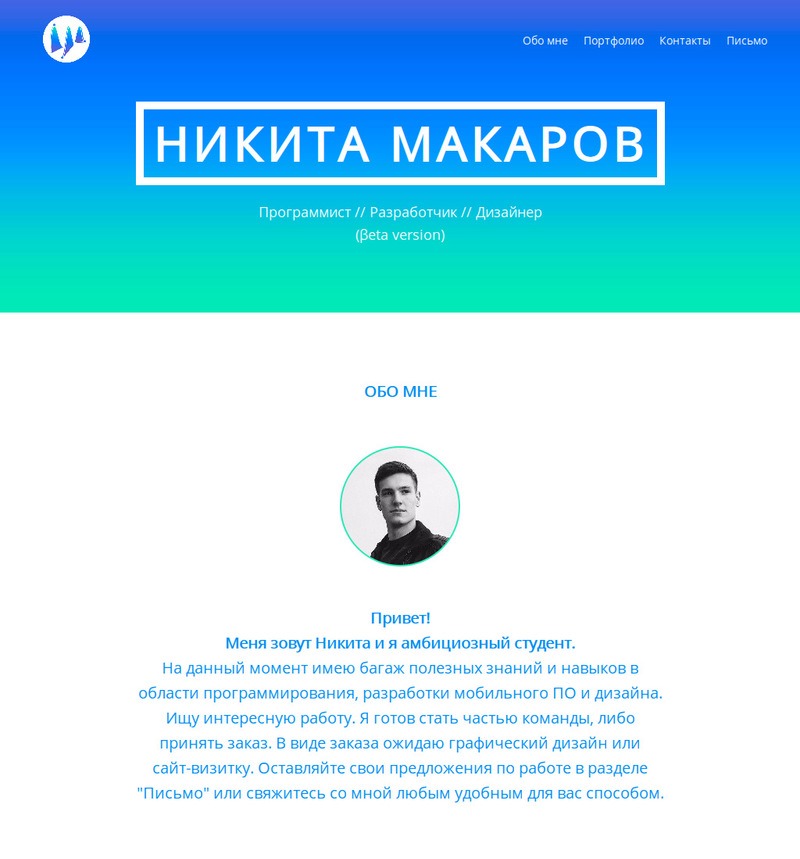 Обо мне Портфолио Контакты Письмо
НИКИТА МАКАРОВ
Программист // Разработчик // Дизайнер
(βeta version)
ОБО МНЕ
Привет!
Меня зовут Никита и я амбициозный студент.
На данный момент имею багаж полезных знаний и навыков в
области программирования, разработки мобильного ПО и дизайна.
Ищу интересную работу. Я готов стать частью команды, либо
принять заказ. В виде заказа ожидаю графический дизайн или
сайт-визитку. Оставляйте свои предложения по работе в разделе
"Письмо" или свяжитесь со мной любым удобным для вас способом.